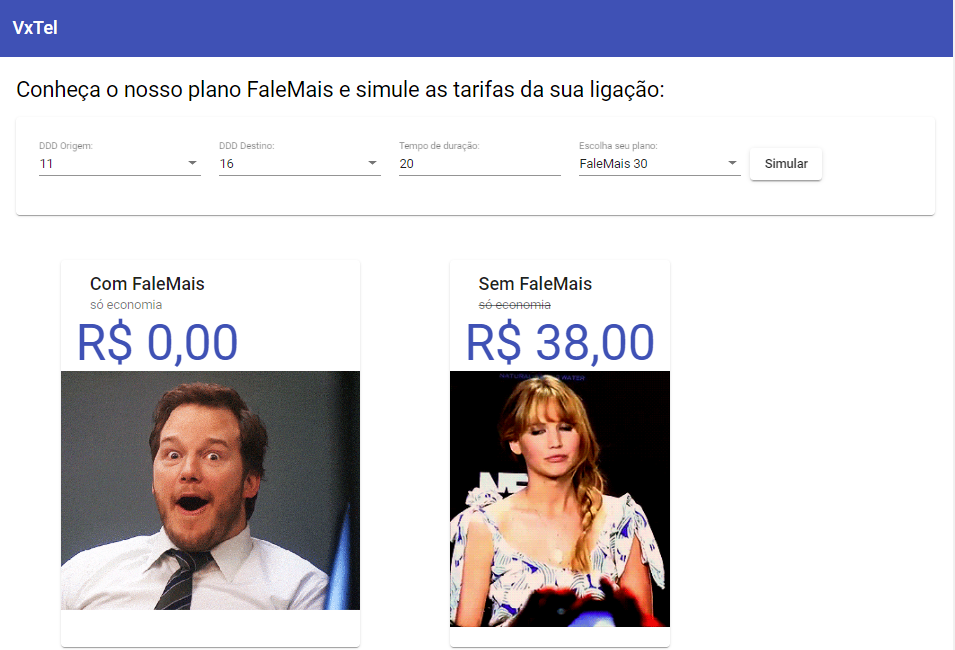 VxTel
Conheça o nosso plano FaleMais e simule as tarifas da sua ligação:
DDD Origem:
11
DDD Destino:
16
Tempo de duração:
20
Escolha seu plano:
FaleMais 30
Simular
Com FaleMais
só economia
R$ 0,00
Sem FaleMais
só economia
R$ 38,00
NATURAL
WATER